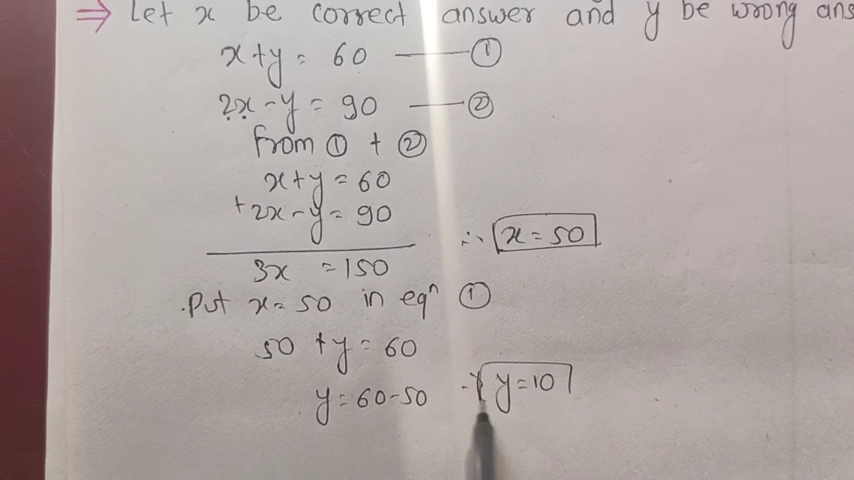 ⇒ Let x be correct answer and y be wrong ans
x+y = 60 —— ①
2x-y = 90 —— ②
From ① + ②
x+y = 60
+2x-y = 90
3x = 150 ∴ x = 50
Put x = 50 in eqⁿ ①
50 + y = 60
y = 60-50 y = 10